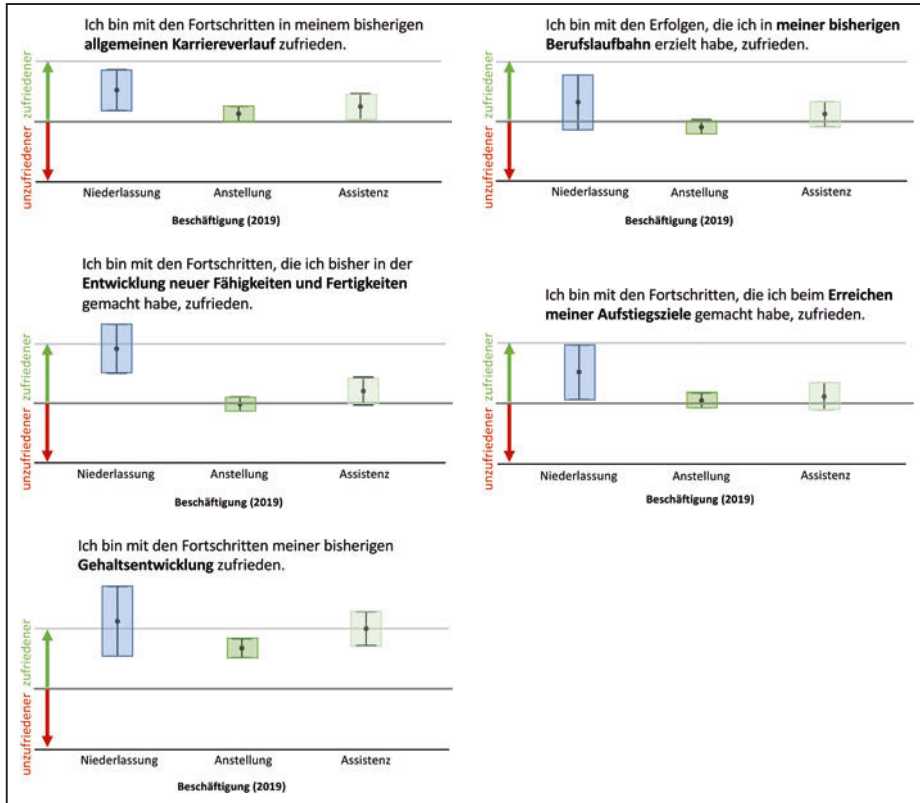 Ich bin mit den Fortschritten in meinem bisherigen
allgemeinen Karriereverlauf zufrieden.
zufriedener
unzufriedener
Niederlassung Anstellung Assistenz
Beschäftigung (2019)
Ich bin mit den Erfolgen, die ich in meiner bisherigen
Berufslaufbahn erzielt habe, zufrieden.
zufriedener
unzufriedener
Niederlassung Anstellung Assistenz
Beschäftigung (2019)
Ich bin mit den Fortschritten, die ich bisher in der
Entwicklung neuer Fähigkeiten und Fertigkeiten
gemacht habe, zufrieden.
zufriedener
unzufriedener
Niederlassung Anstellung Assistenz
Beschäftigung (2019)
Ich bin mit den Fortschritten, die ich beim Erreichen
meiner Aufstiegsziele gemacht habe, zufrieden.
zufriedener
unzufriedener
Niederlassung Anstellung Assistenz
Beschäftigung (2019)
Ich bin mit den Fortschritten meiner bisherigen
Gehaltsentwicklung zufrieden.
zufriedener
unzufriedener
Niederlassung Anstellung Assistenz
Beschäftigung (2019)